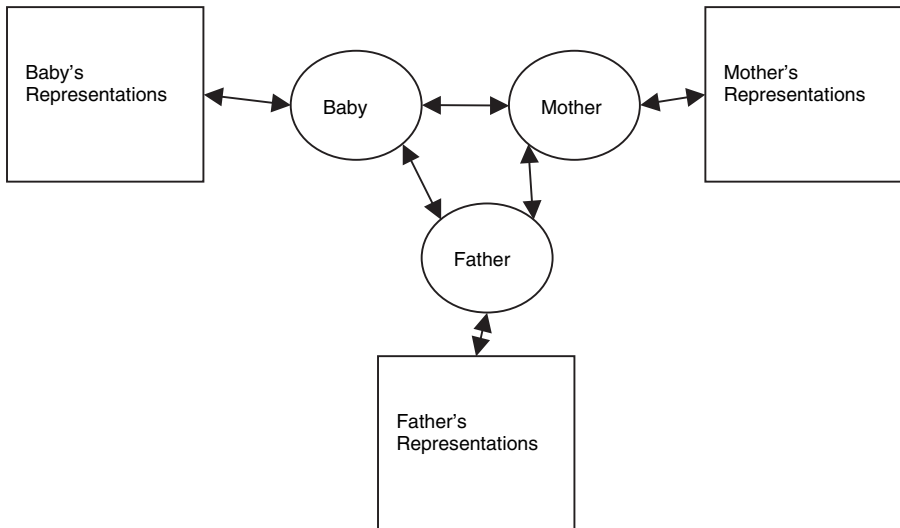 Baby’s
Representations
Baby
Mother
Mother’s
Representations
Father
Father’s
Representations